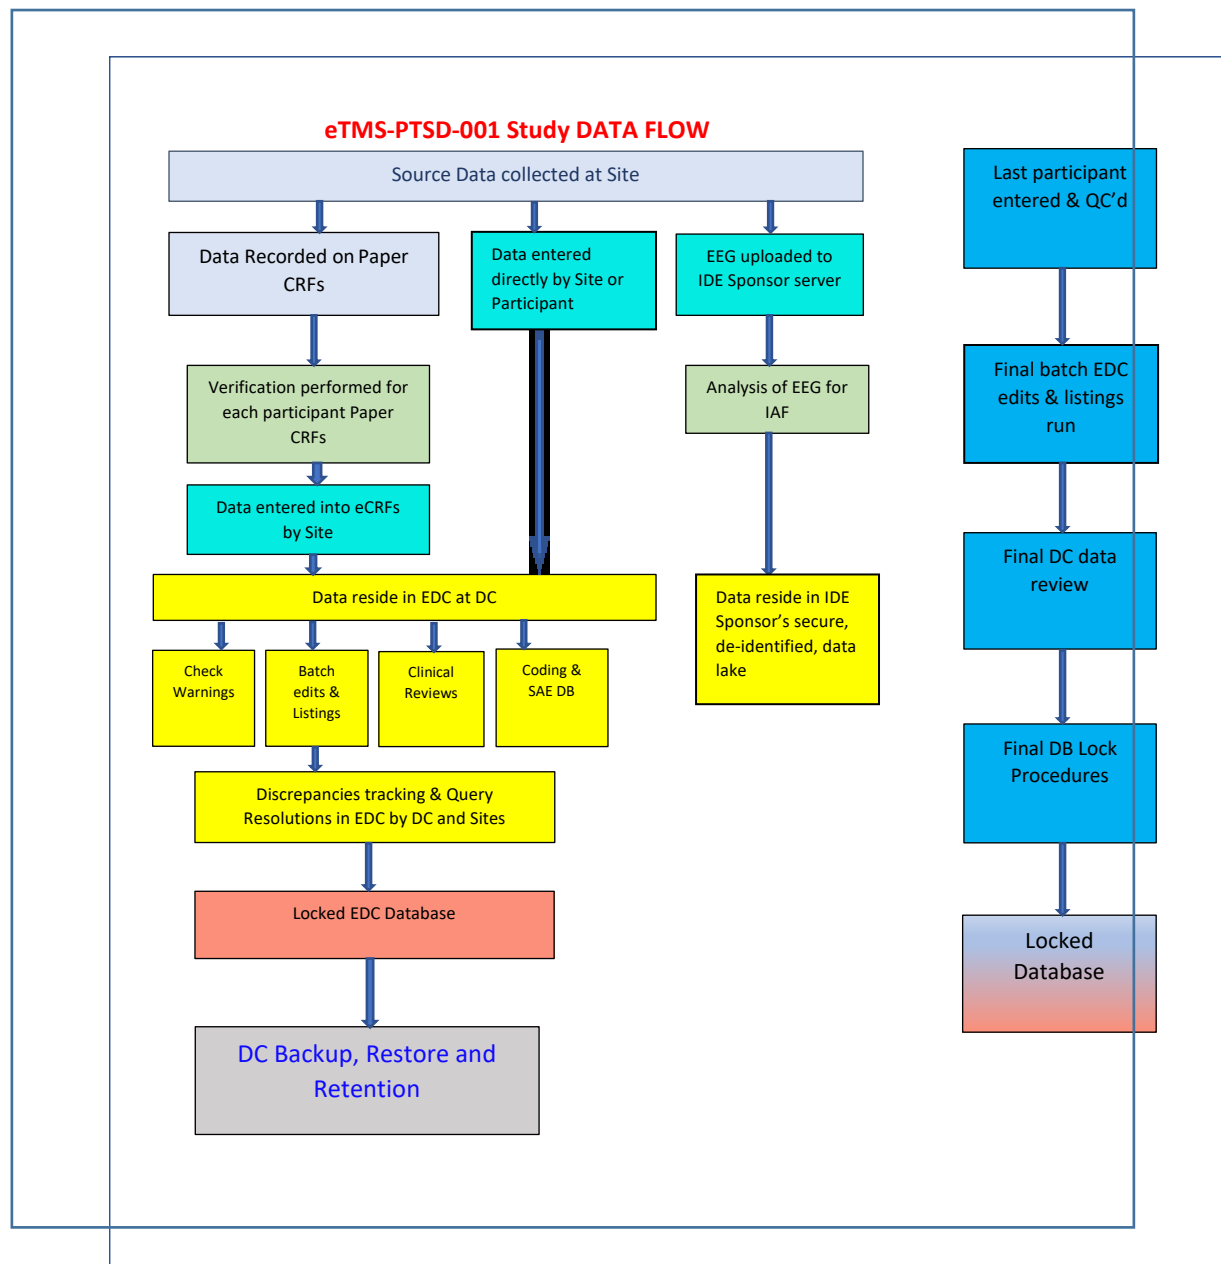 eTMS-PTSD-001 Study DATA FLOW
Source Data collected at Site
Data Recorded on Paper
CRFs
Data entered
directly by Site or
Participant
EEG uploaded to
IDE Sponsor server
Verification performed for
each participant Paper
CRFs
Analysis of EEG for
IAF
Data entered into eCRFs
by Site
Data reside in EDC at DC
Data reside in IDE
Sponsor’s secure,
de-identified, data
lake
Check
Warnings
Batch
edits &
Listings
Clinical
Reviews
Coding &
SAE DB
Discrepancies tracking & Query
Resolutions in EDC by DC and Sites
Locked EDC Database
DC Backup, Restore and
Retention
Last participant
entered & QC’d
Final batch EDC
edits & listings
run
Final DC data
review
Final DB Lock
Procedures
Locked
Database